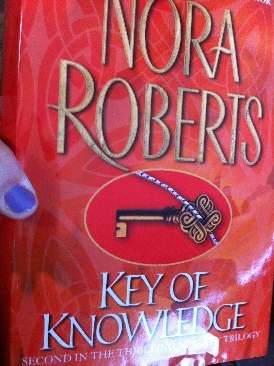 NORA
ROBERTS
KEY OF
KNOWLEDGE
SECOND IN THE TRILOGY